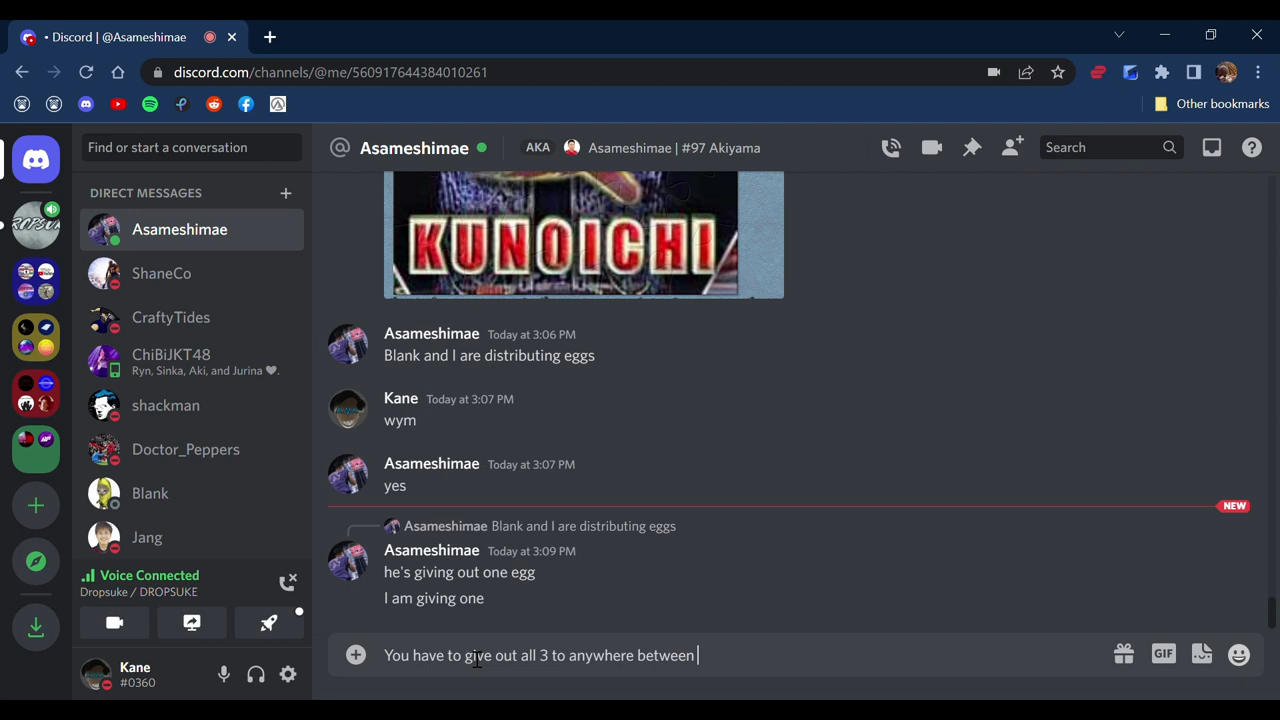 • Discord | @Asameshimae
discord.com/channels/@me/560917644384010261
Other bookmarks
Find or start a conversation
Asameshimae
AKA
Asameshimae | #97 Akiyama
Search
DIRECT MESSAGES
Asameshimae
ShaneCo
CraftyTides
ChiBiJKT48
Ryn, Sinka, Aki, and Jurina 🖤.
shackman
Doctor_Peppers
Blank
Jang
Voice Connected
Dropsuke / DROPSUKE
Kane
#0360
KUNOICHI
Asameshimae Today at 3:06 PM
Blank and I are distributing eggs
Kane Today at 3:07 PM
wym
Asameshimae Today at 3:07 PM
yes
NEW
Asameshimae Blank and I are distributing eggs
Asameshimae Today at 3:09 PM
he's giving out one egg
I am giving one
You have to give out all 3 to anywhere between
GIF